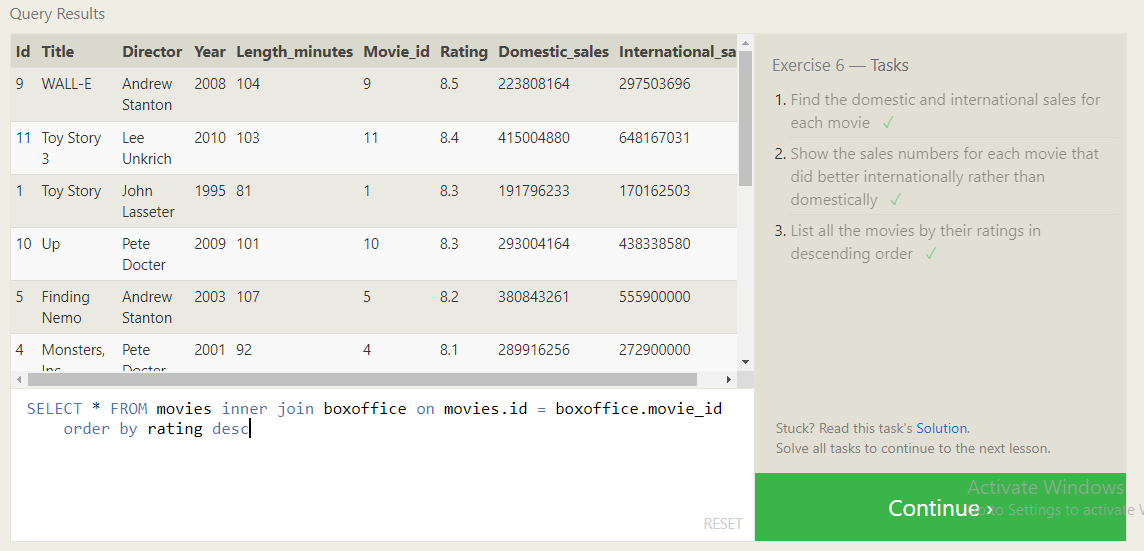 Query Results
Id Title Director Year Length_minutes Movie_id Rating Domestic_sales International_sa
9 WALL-E Andrew 2008 104 9 8.5 223808164 297503696
Stanton
11 Toy Story Lee 2010 103 11 8.4 415004880 648167031
3 Unkrich
1 Toy Story John 1995 81 1 8.3 191796233 170162503
Lasseter
10 Up Pete 2009 101 10 8.3 293004164 438338580
Docter
5 Finding Andrew 2003 107 5 8.2 380843261 555900000
Nemo Stanton
4 Monsters, Pete 2001 92 4 8.1 289916256 272900000
Inc. Docter
SELECT * FROM movies inner join boxoffice on movies.id = boxoffice.movie_id
order by rating desc
RESET
Exercise 6 — Tasks
1. Find the domestic and international sales for
each movie ✓
2. Show the sales numbers for each movie that
did better internationally rather than
domestically ✓
3. List all the movies by their ratings in
descending order ✓
Stuck? Read this task's Solution.
Solve all tasks to continue to the next lesson.
Continue ›
Activate Windows
Go to Settings to activate W